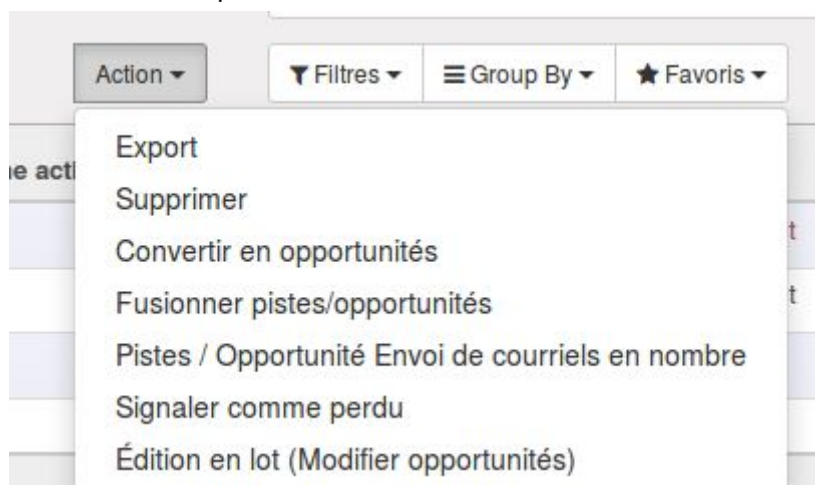 Action
Filtres
Group By
Favoris
Export
Supprimer
Convertir en opportunités
Fusionner pistes/opportunités
Pistes / Opportunité Envoi de courriels en nombre
Signaler comme perdu
Édition en lot (Modifier opportunités)